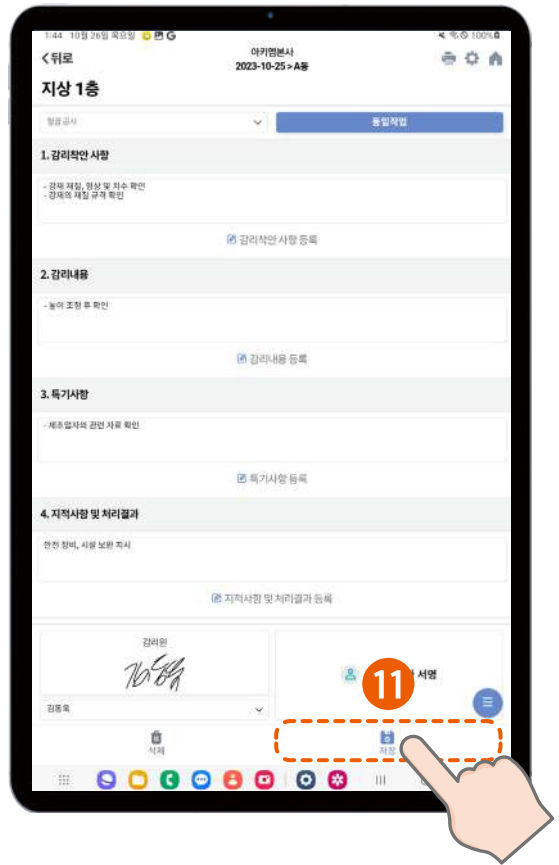 1:44 10월 26일 목요일 G 100%
뒤로
아키엠본사
2023-10-25 > A동
지상 1층
철골공사
동일작업
1. 감리착안 사항
- 강재 재질, 형상 및 치수 확인
- 강재의 재질 규격 확인
감리착안 사항 등록
2. 감리내용
- 높이 조정 후 확인
감리내용 등록
3. 특기사항
- 제조업자의 관련 자료 확인
특기사항 등록
4. 지적사항 및 처리결과
안전 장비, 시설 보완 지시
지적사항 및 처리결과 등록
감리원
서명
11
김동욱
삭제
저장